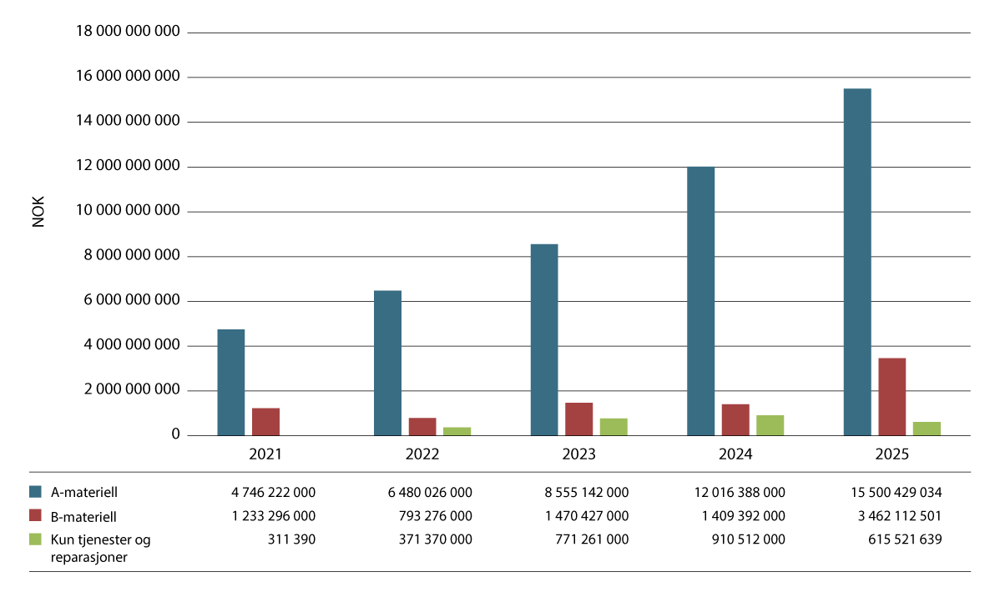 18 000 000 000
16 000 000 000
14 000 000 000
12 000 000 000
10 000 000 000
8 000 000 000
6 000 000 000
4 000 000 000
2 000 000 000
0
NOK
2021 2022 2023 2024 2025
A-materiell 4 746 222 000 6 480 026 000 8 555 142 000 12 016 388 000 15 500 429 034
B-materiell 1 233 296 000 793 276 000 1 470 427 000 1 409 392 000 3 462 112 501
Kun tjenester og 311 390 371 370 000 771 261 000 910 512 000 615 521 639
reparasjoner